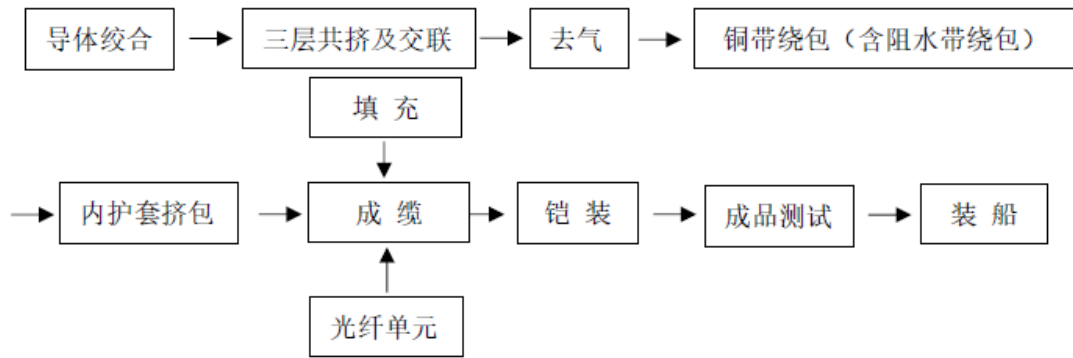 导体绞合
三层共挤及交联
去气
铜带绕包（含阻水带绕包）
填 充
内护套挤包
成 缆
铠 装
成品测试
装 船
光纤单元